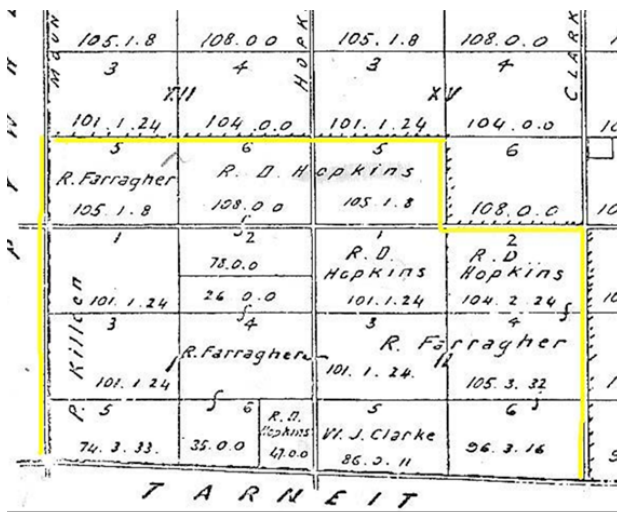 105.1.8 108.0.0 105.1.8 108.0.0
MOUN
HOPK
CLARK
3 4 3 4
XII XV
101.1.24 104.0.0 101.1.24 104.0.0 10
5 6 5 6
R. Farragher R. D. Hopkins
105.1.8 108.0.0 105.1.8 108.0.0 10
1 2 1 2
78.0.0
R. D.
Hopkins
R. D.
Hopkins
101.1.24 26.0.0 101.1.24 104.2.24 10
3 4 3 4
P. Killeen
R. Farragher R. Farragher
101.1.24 101.1.24. 105.3.32
5 6 5 6
R. D.
Hopkins
W. J. Clarke
74.3.33. 35.0.0 47.0.0 96.3.16
TARNEIT